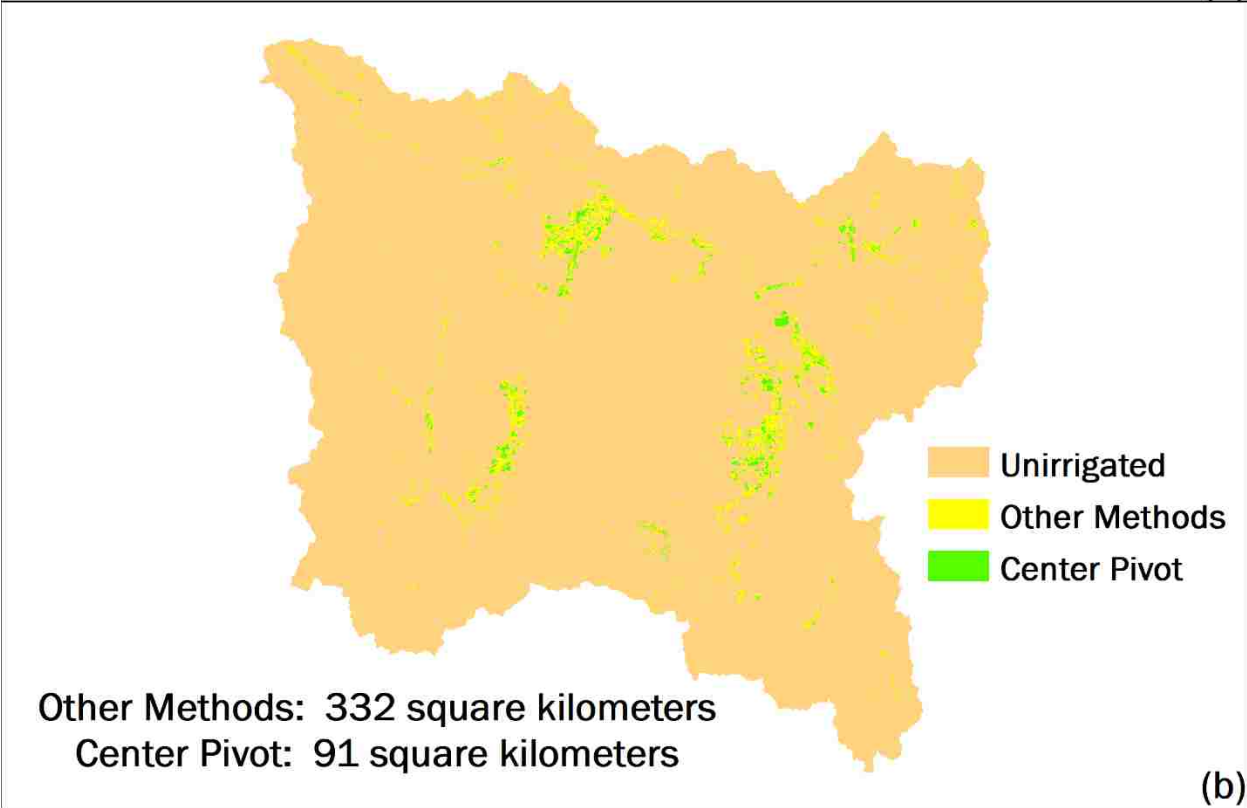 Unirrigated
Other Methods
Center Pivot
Other Methods: 332 square kilometers
Center Pivot: 91 square kilometers
(b)